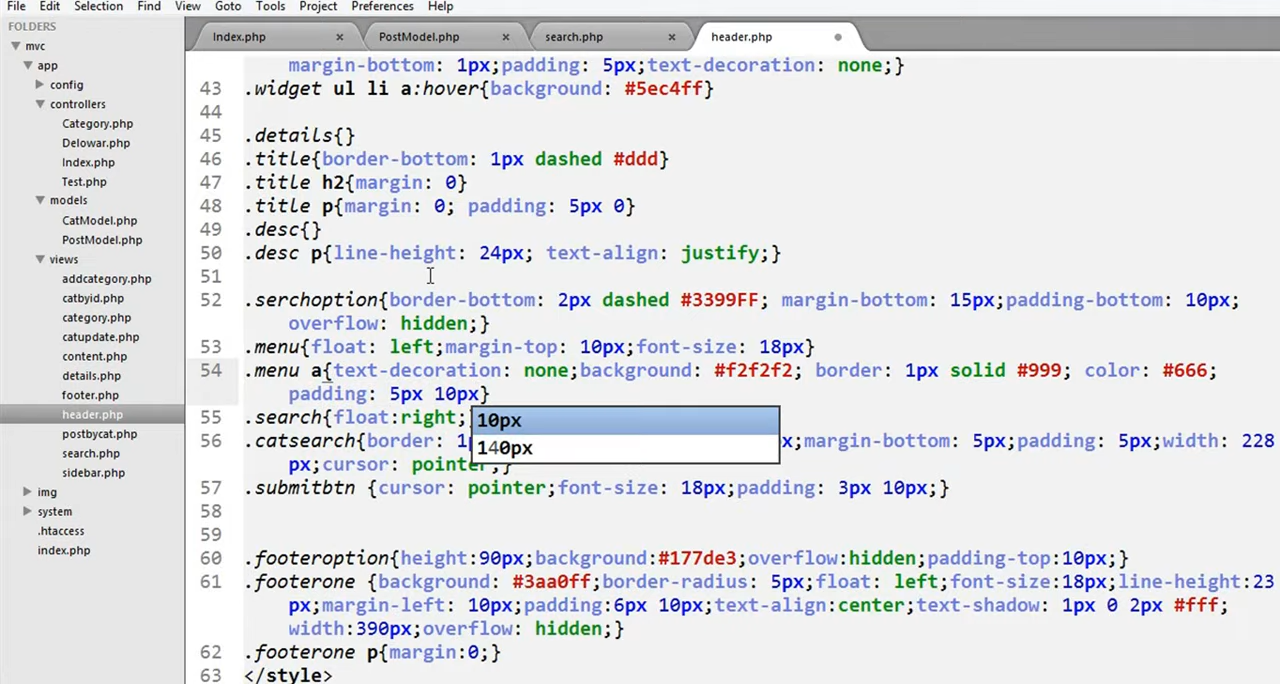 File Edit Selection Find View Goto Tools Project Preferences Help
FOLDERS
mvc
app
config
controllers
Category.php
Delowar.php
Index.php
Test.php
models
CatModel.php
PostModel.php
views
addcategory.php
catbyid.php
category.php
catupdate.php
content.php
details.php
footer.php
header.php
postbycat.php
search.php
sidebar.php
img
system
.htaccess
index.php
Index.php × PostModel.php × search.php × header.php
margin-bottom: 1px;padding: 5px;text-decoration: none;}
43 .widget ul li a:hover{background: #5ec4ff}
44
45 .details{}
46 .title{border-bottom: 1px dashed #ddd}
47 .title h2{margin: 0}
48 .title p{margin: 0; padding: 5px 0}
49 .desc{}
50 .desc p{line-height: 24px; text-align: justify;}
51
52 .serchoption{border-bottom: 2px dashed #3399FF; margin-bottom: 15px;padding-bottom: 10px;
overflow: hidden;}
53 .menu{float: left;margin-top: 10px;font-size: 18px}
54 .menu a{text-decoration: none;background: #f2f2f2; border: 1px solid #999; color: #666;
padding: 5px 10px}
10px
140px
55 .search{float:right;
56 .catsearch{border: 1p x;margin-bottom: 5px;padding: 5px;width: 228
px;cursor: pointer;}
57 .submitbtn {cursor: pointer;font-size: 18px;padding: 3px 10px;}
58
59
60 .footeroption{height:90px;background:#177de3;overflow:hidden;padding-top:10px;}
61 .footerone {background: #3aa0ff;border-radius: 5px;float: left;font-size:18px;line-height:23
px;margin-left: 10px;padding:6px 10px;text-align:center;text-shadow: 1px 0 2px #fff;
width:390px;overflow: hidden;}
62 .footerone p{margin:0;}
63 </style>